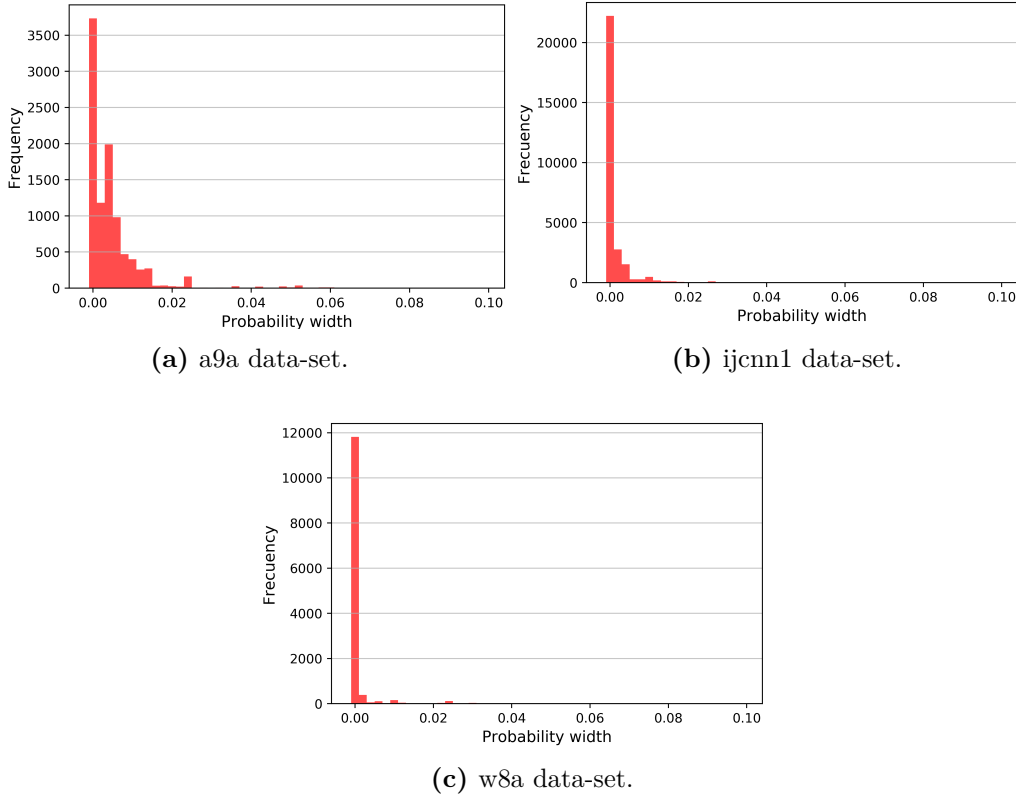 3500
3000
2500
2000
1500
1000
500
0
Frequency
0.00 0.02 0.04 0.06 0.08 0.10
Probability width
(a) a9a data-set.
20000
15000
10000
5000
0
Frecuency
0.00 0.02 0.04 0.06 0.08 0.10
Probability width
(b) ijcnn1 data-set.
12000
10000
8000
6000
4000
2000
0
Frecuency
0.00 0.02 0.04 0.06 0.08 0.10
Probability width
(c) w8a data-set.